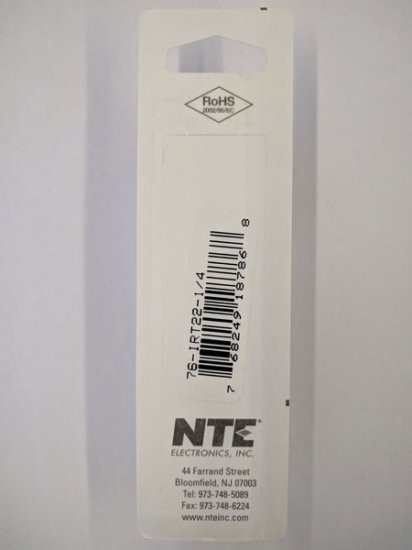 RoHS
2002/95/EC
76-1RT22-1/4
7 68249 18786 8
NTE
ELECTRONICS, INC.
44 Farrand Street
Bloomfield, NJ 07003
Tel: 973-748-5089
Fax: 973-748-6224
www.nteinc.com